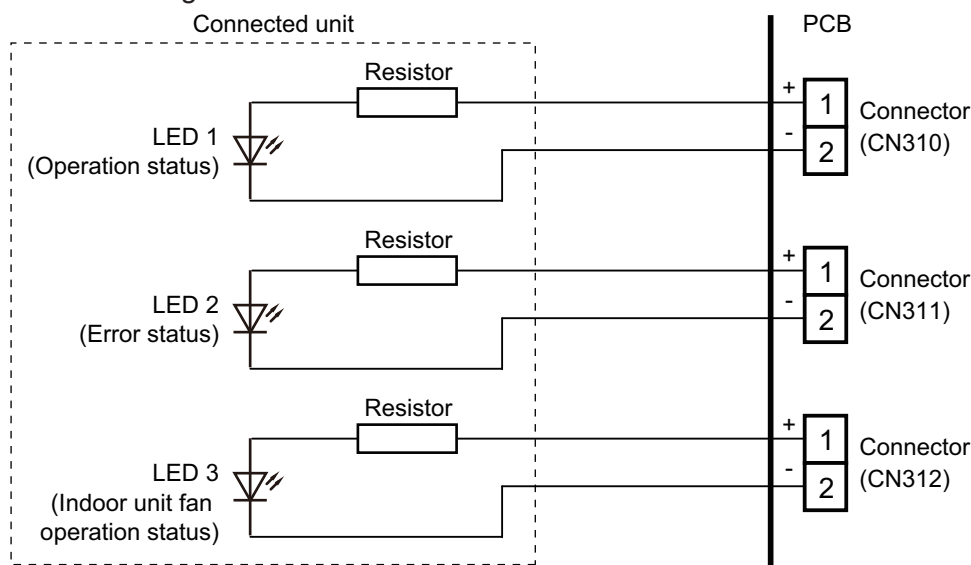 Connected unit
PCB
Resistor
LED 1
(Operation status)
+
1
-
2
Connector
(CN310)
Resistor
LED 2
(Error status)
+
1
-
2
Connector
(CN311)
Resistor
LED 3
(Indoor unit fan
operation status)
+
1
-
2
Connector
(CN312)